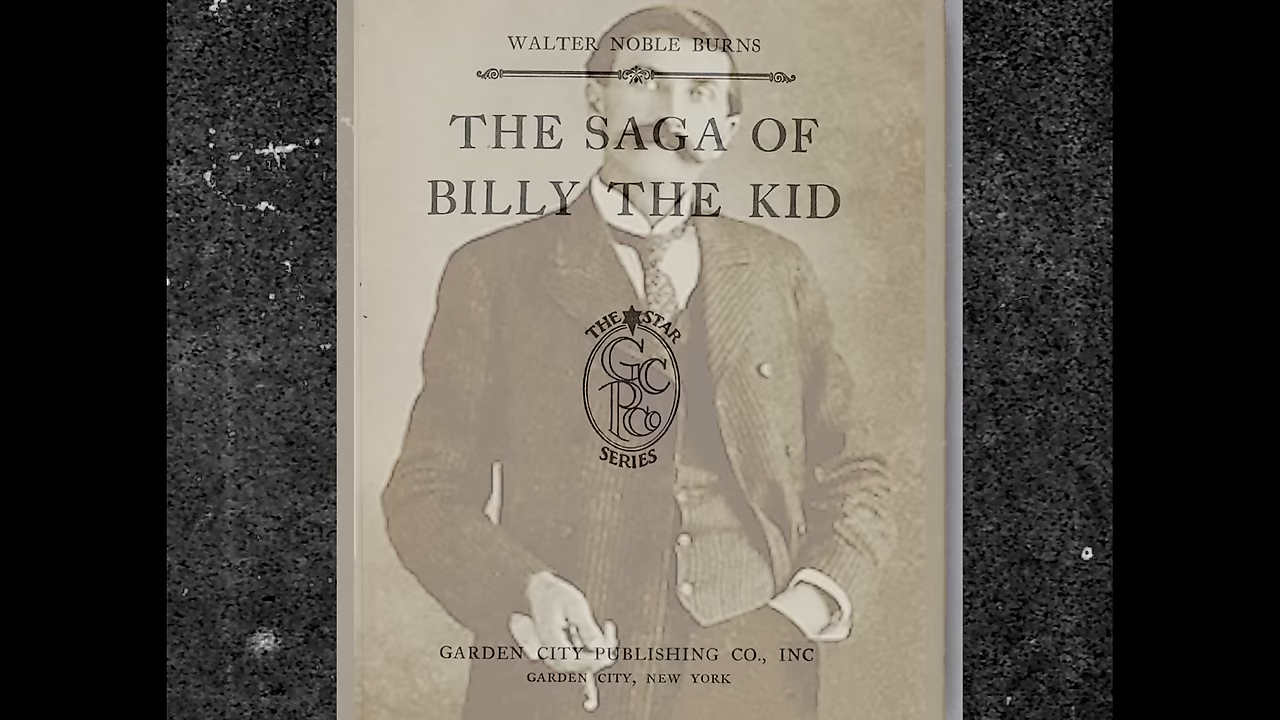 WALTER NOBLE BURNS
THE SAGA OF
BILLY THE KID
THE STAR
GCPCo
SERIES
GARDEN CITY PUBLISHING CO., INC
GARDEN CITY, NEW YORK